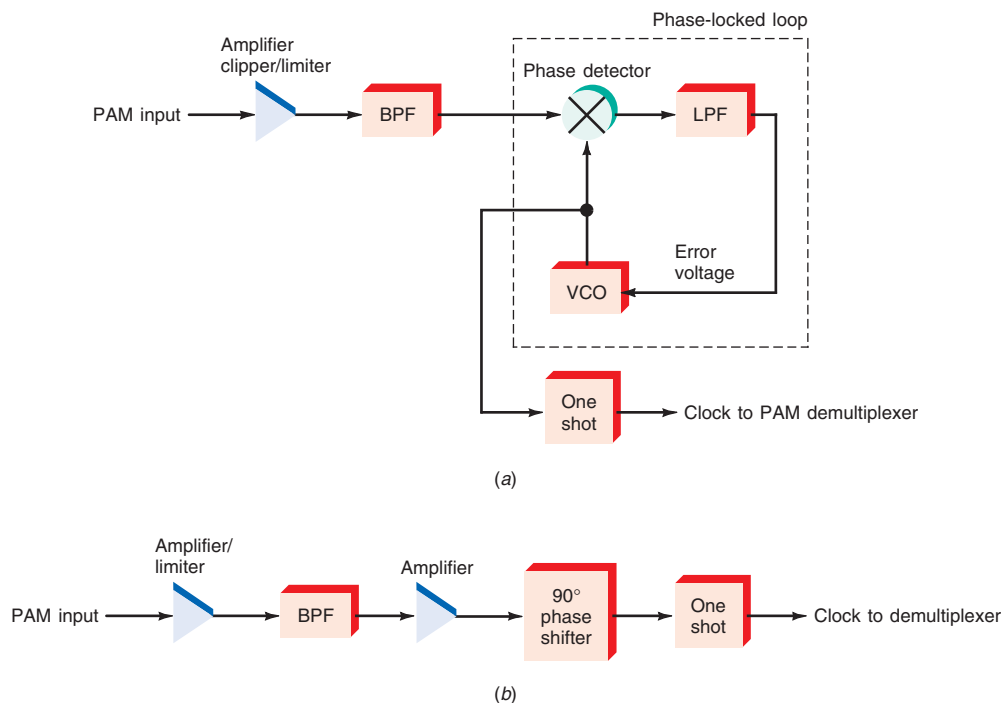 Phase-locked loop
Amplifier
clipper/limiter
Phase detector
PAM input
BPF
LPF
Error
voltage
VCO
One
shot
Clock to PAM demultiplexer
(a)
Amplifier/
limiter
Amplifier
PAM input
BPF
90°
phase
shifter
One
shot
Clock to demultiplexer
(b)